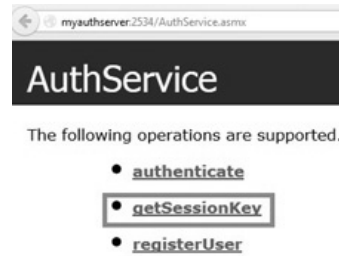 myauthserver:2534/AuthService.asmx
AuthService
The following operations are supported.
authenticate
getSessionKey
registerUser